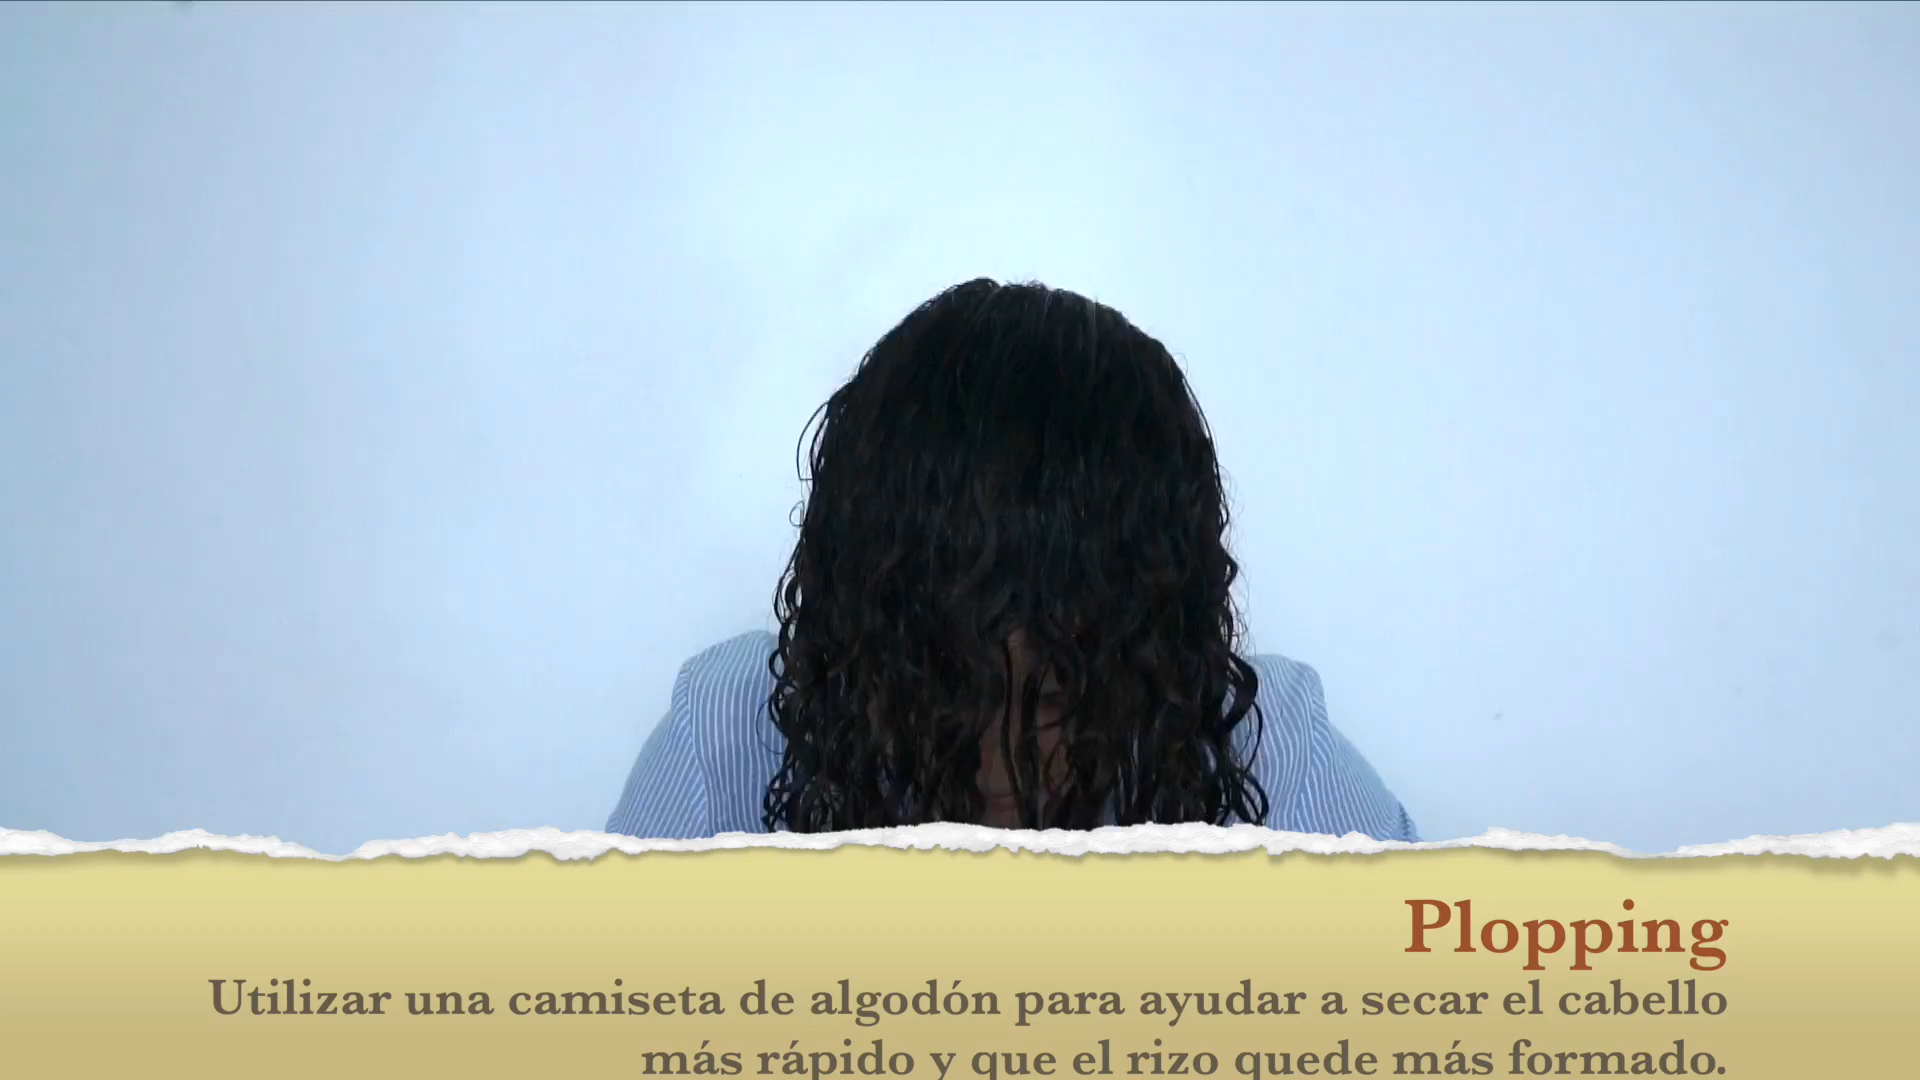 Plopping
Utilizar una camiseta de algodón para ayudar a secar el cabello
más rápido y que el rizo quede más formado.